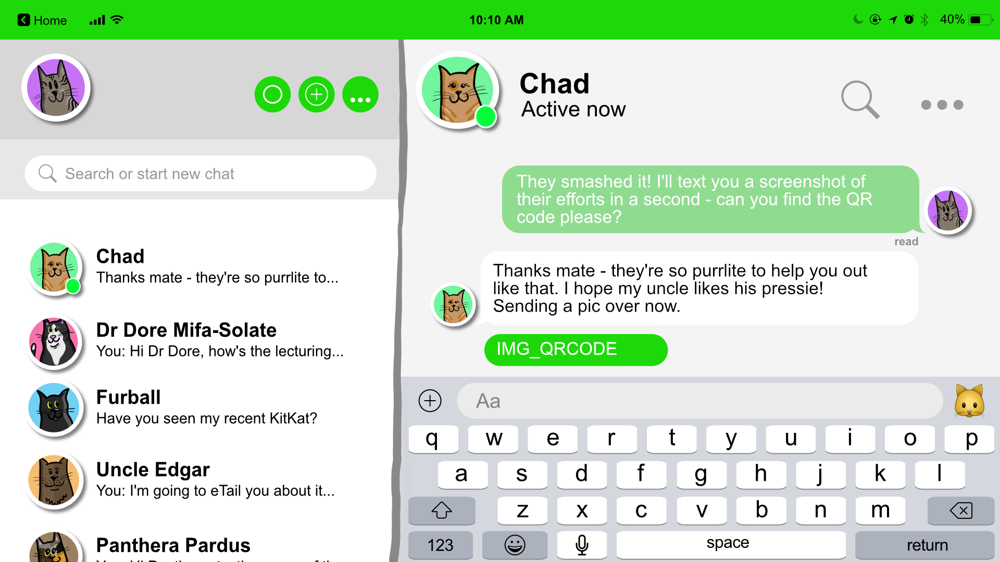 Home
10:10 AM
40%
Search or start new chat
Chad
Thanks mate - they're so purrlite to...
Dr Dore Mifa-Solate
You: Hi Dr Dore, how's the lecturing...
Furball
Have you seen my recent KitKat?
Uncle Edgar
You: I'm going to eTail you about it...
Panthera Pardus
Chad
Active now
They smashed it! I'll text you a screenshot of
their efforts in a second - can you find the QR
code please?
read
Thanks mate - they're so purrlite to help you out
like that. I hope my uncle likes his pressie!
Sending a pic over now.
IMG_QRCODE
Aa
q w e r t y u i o p
a s d f g h j k l
z x c v b n m
123 space return